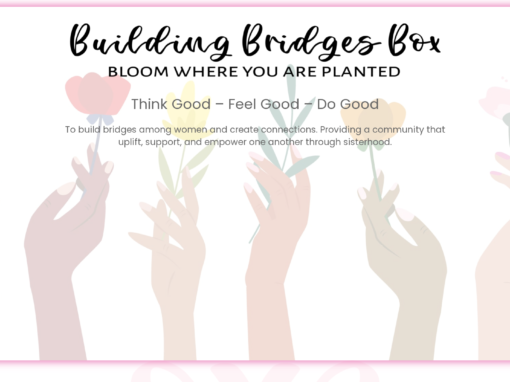 Building Bridges Box
BLOOM WHERE YOU ARE PLANTED
Think Good – Feel Good – Do Good
To build bridges among women and create connections. Providing a community that
uplift, support, and empower one another through sisterhood.